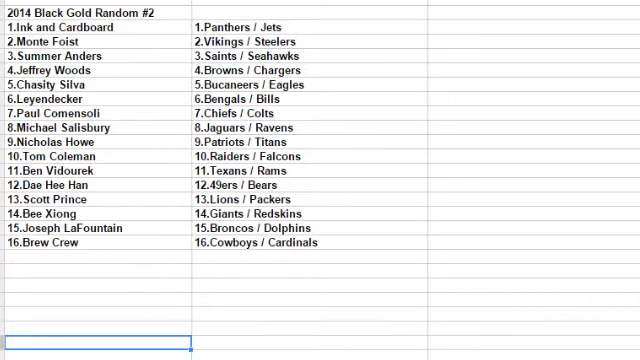 2014 Black Gold Random #2
1.Ink and Cardboard 1.Panthers / Jets
2.Monte Foist 2.Vikings / Steelers
3.Summer Anders 3.Saints / Seahawks
4.Jeffrey Woods 4.Browns / Chargers
5.Chasity Silva 5.Bucaneers / Eagles
6.Leyendecker 6.Bengals / Bills
7.Paul Comensoli 7.Chiefs / Colts
8.Michael Salisbury 8.Jaguars / Ravens
9.Nicholas Howe 9.Patriots / Titans
10.Tom Coleman 10.Raiders / Falcons
11.Ben Vidourek 11.Texans / Rams
12.Dae Hee Han 12.49ers / Bears
13.Scott Prince 13.Lions / Packers
14.Bee Xiong 14.Giants / Redskins
15.Joseph LaFountain 15.Broncos / Dolphins
16.Brew Crew 16.Cowboys / Cardinals